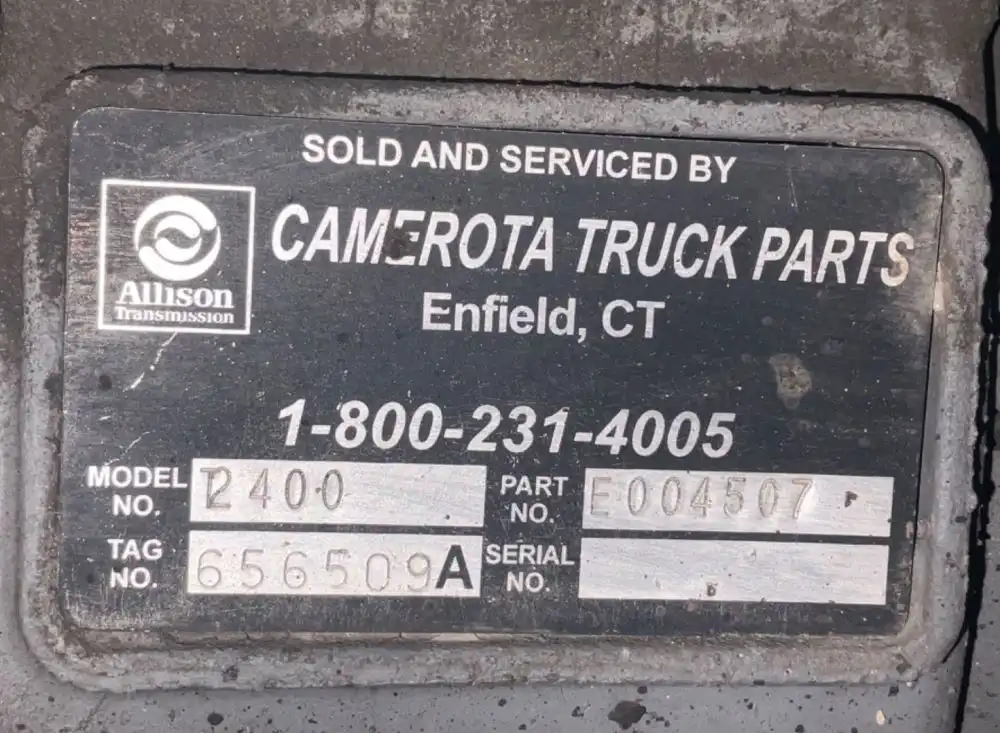 SOLD AND SERVICED BY
Allison
Transmission
CAMEROTA TRUCK PARTS
Enfield, CT
1-800-231-4005
MODEL NO. 2400
PART NO. E004507 P
TAG NO. 656509A
SERIAL NO.